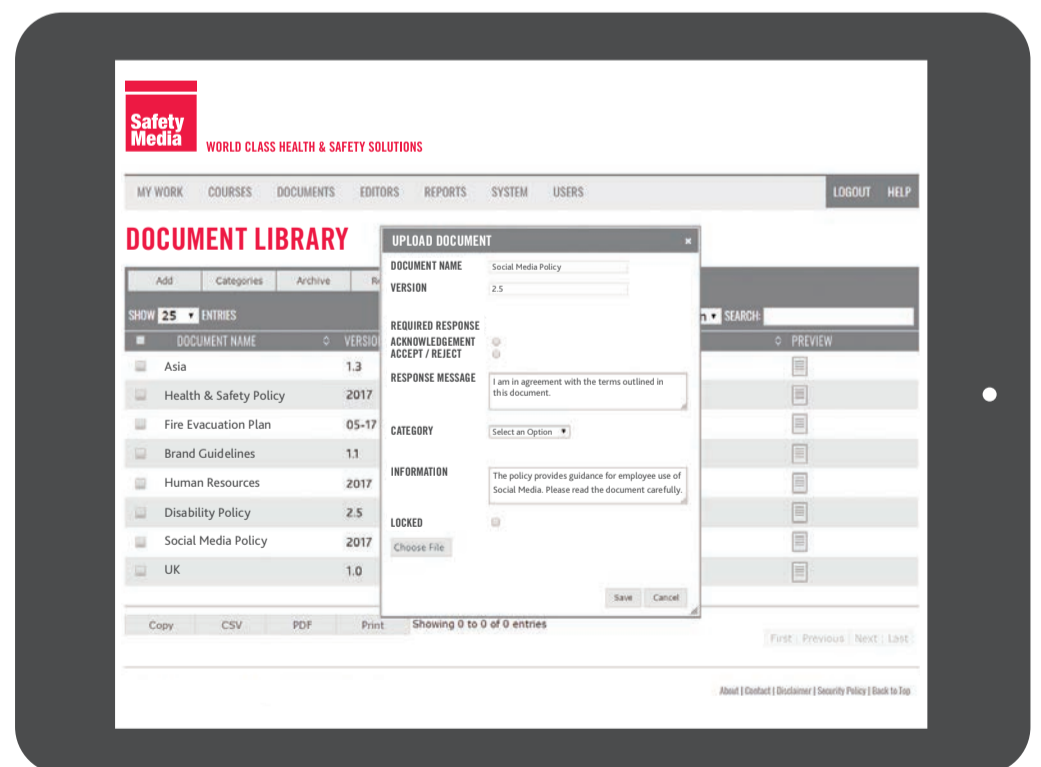 Safety
Media
WORLD CLASS HEALTH & SAFETY SOLUTIONS
MY WORK COURSES DOCUMENTS EDITORS REPORTS SYSTEM USERS LOGOUT HELP
DOCUMENT LIBRARY
Add Categories Archive
SHOW 25 ENTRIES SEARCH:
DOCUMENT NAME PREVIEW
Asia 1.3
Health & Safety Policy 2017
Fire Evacuation Plan 05-17
Brand Guidelines 1.1
Human Resources 2017
Disability Policy 2.5
Social Media Policy 2017
UK 1.0
UPLOAD DOCUMENT
DOCUMENT NAME Social Media Policy
VERSION 2.5
REQUIRED RESPONSE
ACKNOWLEDGEMENT
ACCEPT / REJECT
RESPONSE MESSAGE I am in agreement with the terms outlined in
this document.
CATEGORY Select an Option
INFORMATION The policy provides guidance for employee use of
Social Media. Please read the document carefully.
LOCKED
Choose File
Save Cancel
Copy CSV PDF Print Showing 0 to 0 of 0 entries
First Previous Next Last
About | Contact | Disclaimer | Security Policy | Back to Top